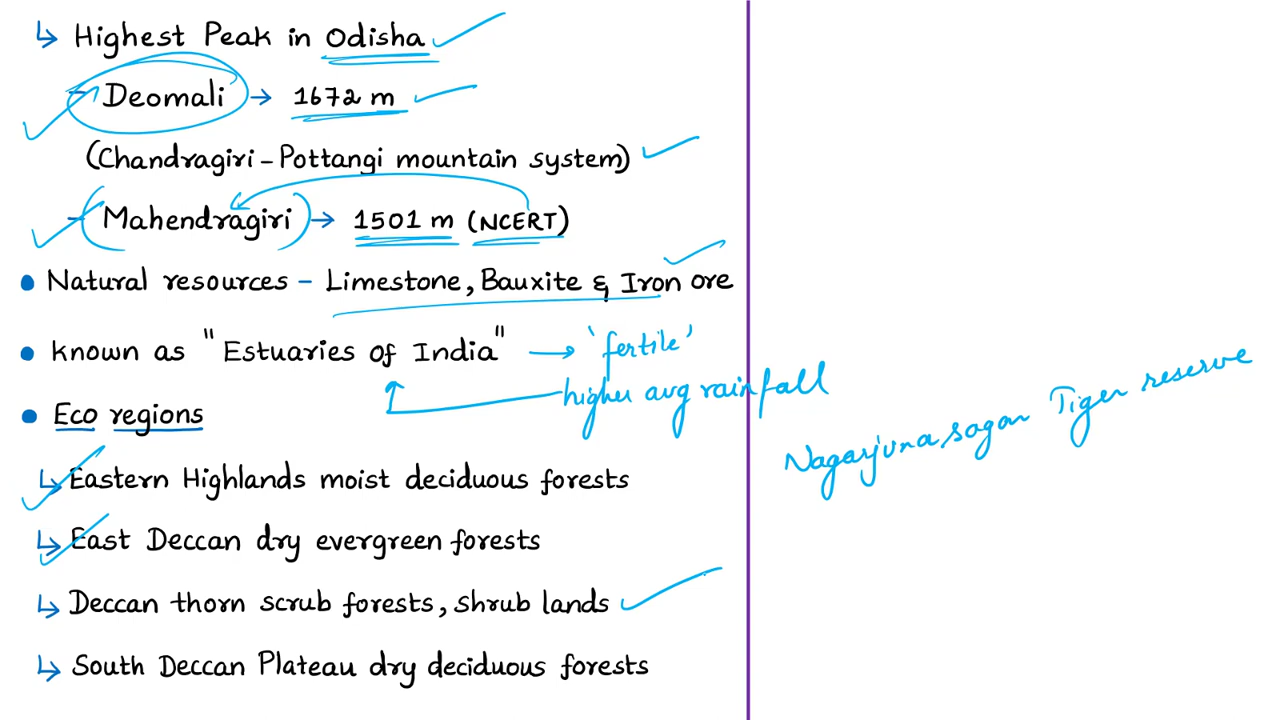 ↳ Highest Peak in Odisha
- Deomali → 1672 m
(Chandragiri - Pottangi mountain system)
- Mahendragiri → 1501 m (NCERT)
• Natural resources - Limestone, Bauxite & Iron ore
• known as "Estuaries of India" → 'fertile'
higher avg rainfall
• Eco regions
↳ Eastern Highlands moist deciduous forests
↳ East Deccan dry evergreen forests
↳ Deccan thorn scrub forests, shrub lands
↳ South Deccan Plateau dry deciduous forests
Nagarjuna sagar Tiger reserve